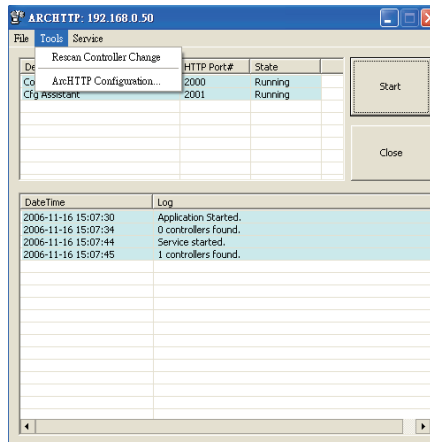 ARCHTTP: 192.168.0.50
File Tools Service
Rescan Controller Change
ArcHTTP Configuration...
De HTTP Port# State
Co 2000 Running
Cfg Assistant 2001 Running
Start
Close
DateTime Log
2006-11-16 15:07:30 Application Started.
2006-11-16 15:07:34 0 controllers found.
2006-11-16 15:07:44 Service started.
2006-11-16 15:07:45 1 controllers found.